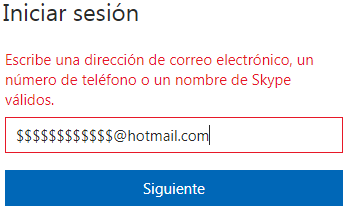 Iniciar sesión
Escribe una dirección de correo electrónico, un
número de teléfono o un nombre de Skype
válidos.
$$$$$$$$$$$$@hotmail.com
Siguiente